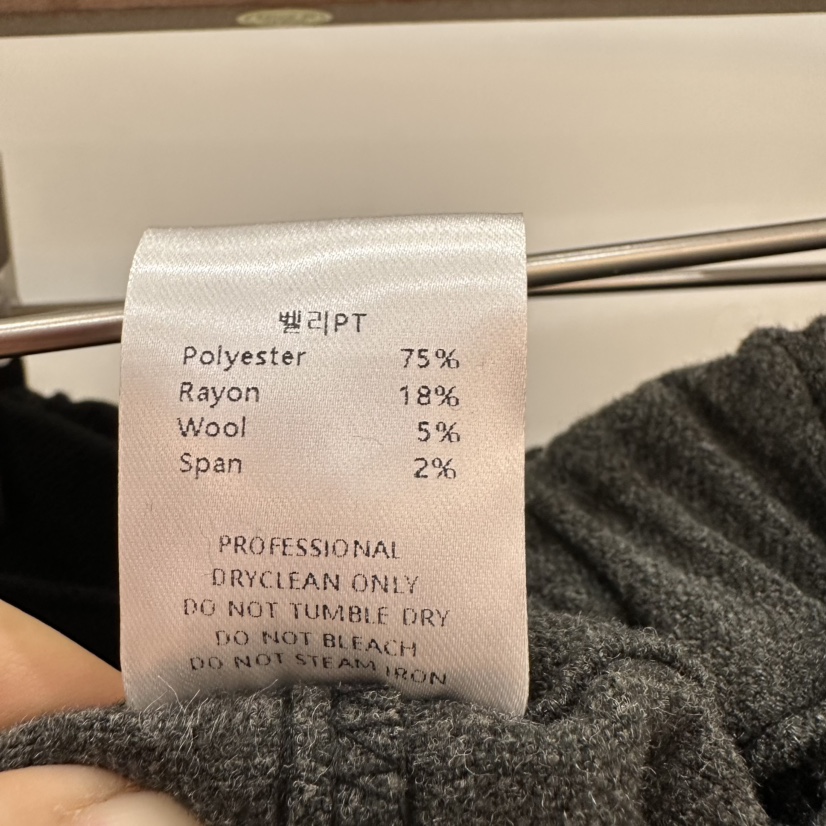 벨리PT
Polyester 75%
Rayon 18%
Wool 5%
Span 2%
PROFESSIONAL
DRYCLEAN ONLY
DO NOT TUMBLE DRY
DO NOT BLEACH
DO NOT STEAM IRON